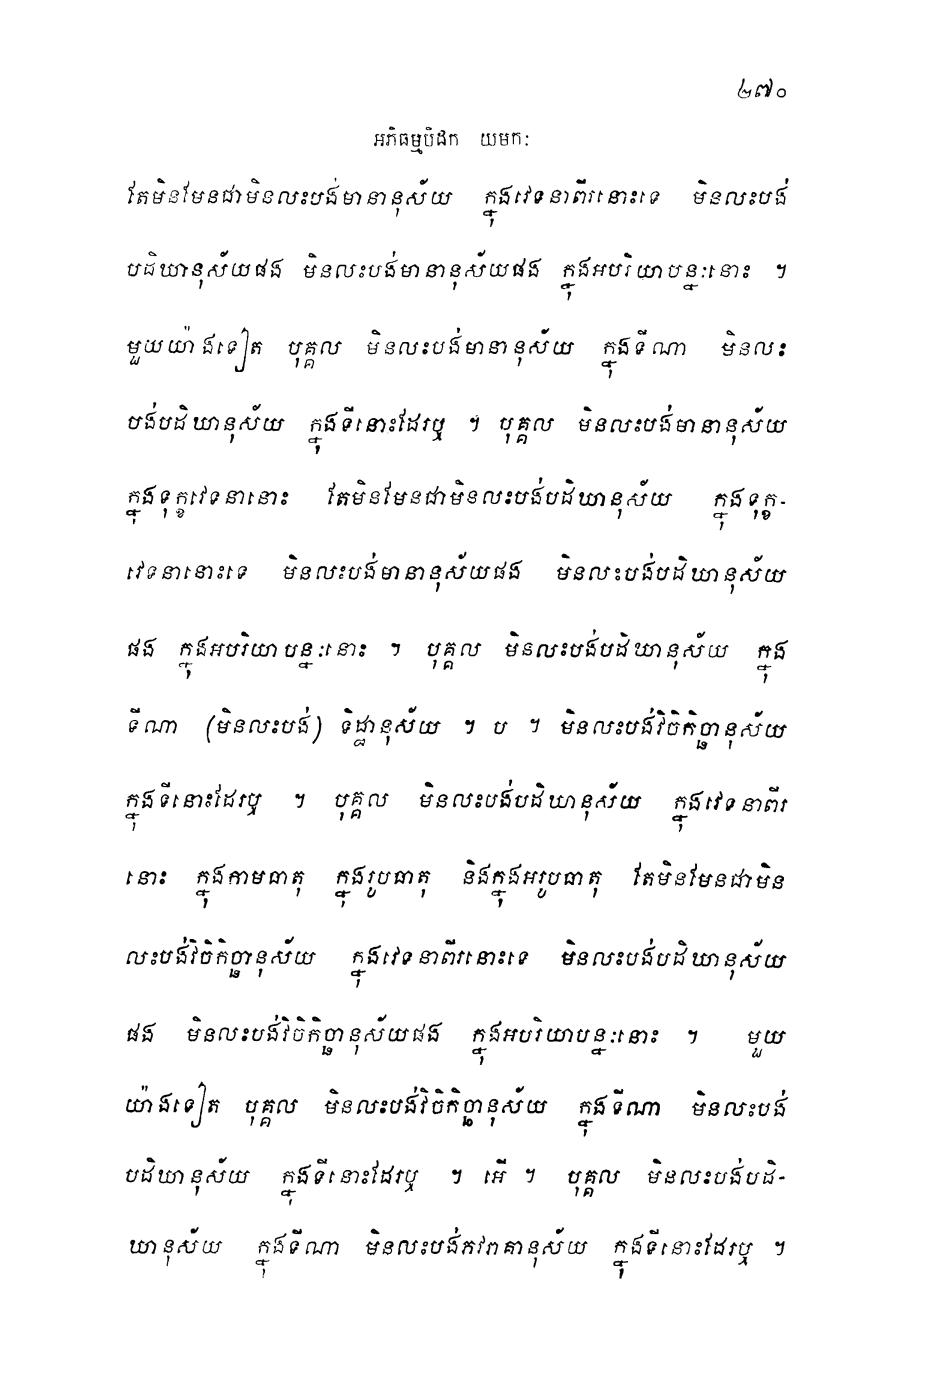 ២៧០
អភិធម្មបិដក យមកៈ
តែមិនមែនជាមិនលះបង់មានានុស័យ ក្នុងវេទនាពីរនោះទេ មិនលះបង់
បដិឃានុស័យផង មិនលះបង់មានានុស័យផង ក្នុងអបរិយាបន្នៈនោះ ។
មួយយ៉ាងទៀត បុគ្គល មិនលះបង់មានានុស័យ ក្នុងទីណា មិនលះ
បង់បដិឃានុស័យ ក្នុងទីនោះដែរឬ ។ បុគ្គល មិនលះបង់មានានុស័យ
ក្នុងទុក្ខវេទនានោះ តែមិនមែនជាមិនលះបង់បដិឃានុស័យ ក្នុងទុក្ខ-
វេទនានោះទេ មិនលះបង់មានានុស័យផង មិនលះបង់បដិឃានុស័យ
ផង ក្នុងអបរិយាបន្នៈនោះ ។ បុគ្គល មិនលះបង់បដិឃានុស័យ ក្នុង
ទីណា (មិនលះបង់) ទិដ្ឋានុស័យ ។ ប ។ មិនលះបង់វិចិកិច្ឆានុស័យ
ក្នុងទីនោះដែរឬ ។ បុគ្គល មិនលះបង់បដិឃានុស័យ ក្នុងវេទនាពីរ
នោះ ក្នុងកាមធាតុ ក្នុងរូបធាតុ និងក្នុងអរូបធាតុ តែមិនមែនជាមិន
លះបង់វិចិកិច្ឆានុស័យ ក្នុងវេទនាពីរនោះទេ មិនលះបង់បដិឃានុស័យ
ផង មិនលះបង់វិចិកិច្ឆានុស័យផង ក្នុងអបរិយាបន្នៈនោះ ។ មួយ
យ៉ាងទៀត បុគ្គល មិនលះបង់វិចិកិច្ឆានុស័យ ក្នុងទីណា មិនលះបង់
បដិឃានុស័យ ក្នុងទីនោះដែរឬ ។ អើ ។ បុគ្គល មិនលះបង់បដិ-
ឃានុស័យ ក្នុងទីណា មិនលះបង់ភវរាគានុស័យ ក្នុងទីនោះដែរឬ ។